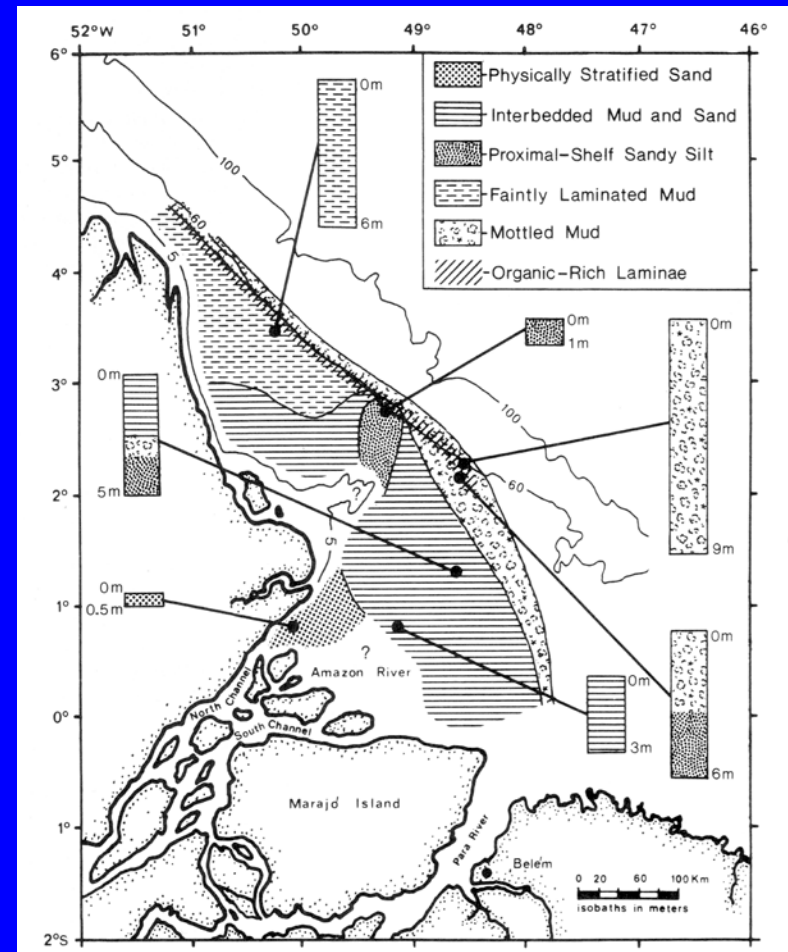 52°W 51° 50° 49° 48° 47° 46°
6°
5°
4°
3°
2°
1°
0°
1°
2°S
Physically Stratified Sand
Interbedded Mud and Sand
Proximal-Shelf Sandy Silt
Faintly Laminated Mud
Mottled Mud
Organic-Rich Laminae
0m
6m
100
60
5
0m
1m
0m
9m
100
60
0m
5m
?
5
0m
0.5m
?
Amazon River
North Channel
South Channel
0m
3m
0m
6m
Marajó Island
Para River
Belém
0 20 60 100 Km
isobaths in meters